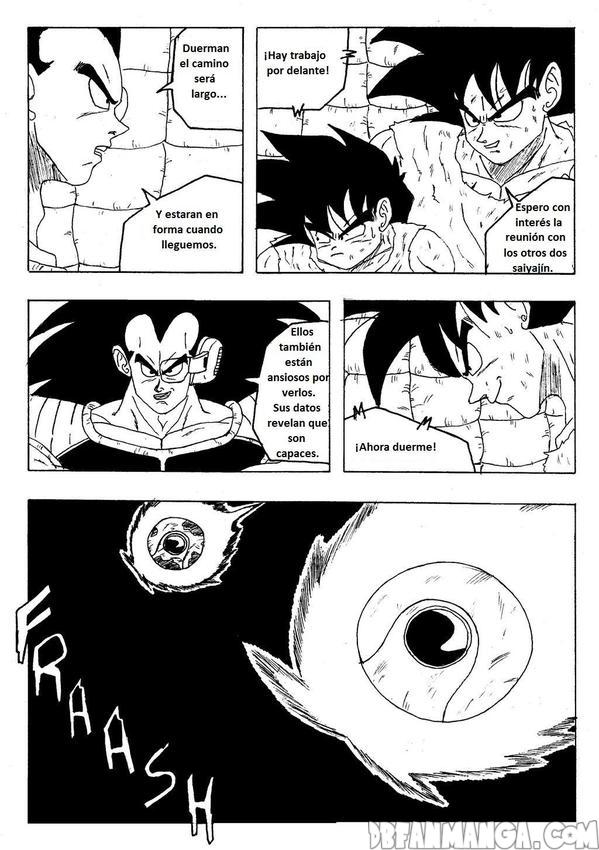 Duerman
el camino
será
largo...
Y estaran en
forma cuando
lleguemos.
¡Hay trabajo
por delante!
Espero con
interés la
reunión con
los otros dos
saiyajín.
Ellos
también
están
ansiosos por
verlos.
Sus datos
revelan que
son
capaces.
¡Ahora duerme!
FRAASH
DBFANMANGA.COM